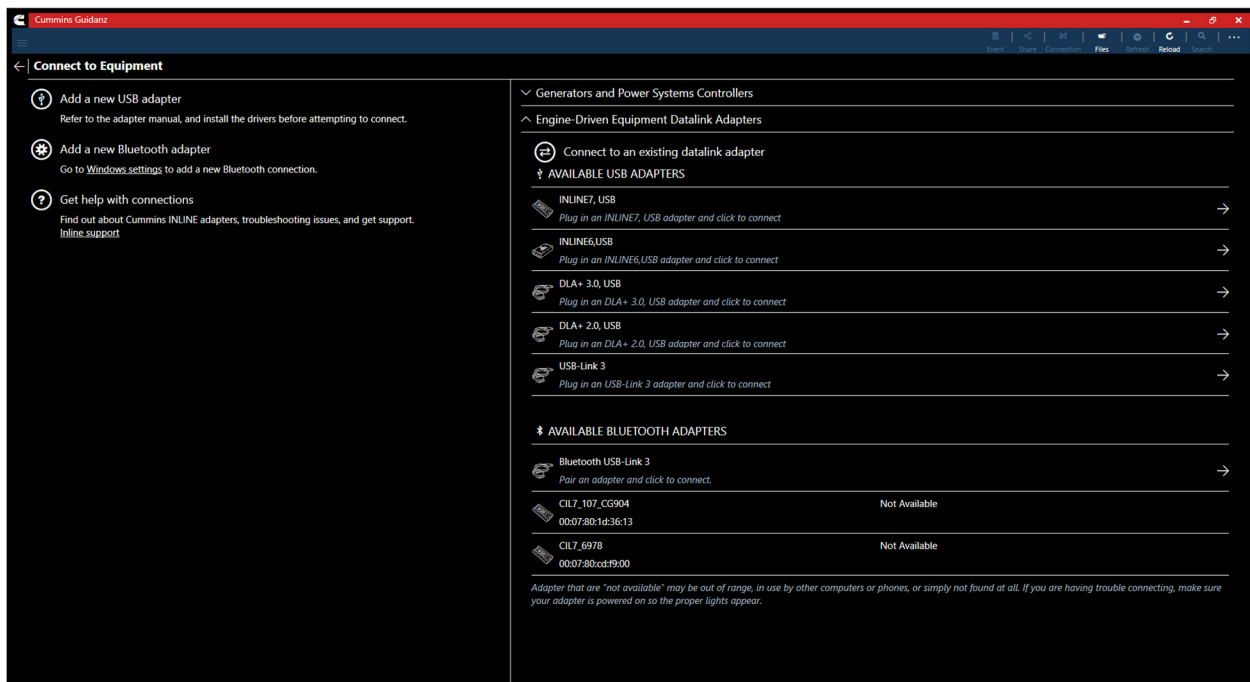 Cummins Guidanz
Event Share Connection Files Refresh Reload Search
Connect to Equipment
Add a new USB adapter
Refer to the adapter manual, and install the drivers before attempting to connect.
Add a new Bluetooth adapter
Go to Windows settings to add a new Bluetooth connection.
Get help with connections
Find out about Cummins INLINE adapters, troubleshooting issues, and get support.
Inline support
Generators and Power Systems Controllers
Engine-Driven Equipment Datalink Adapters
Connect to an existing datalink adapter
AVAILABLE USB ADAPTERS
INLINE7, USB
Plug in an INLINE7, USB adapter and click to connect
INLINE6,USB
Plug in an INLINE6,USB adapter and click to connect
DLA+ 3.0, USB
Plug in an DLA+ 3.0, USB adapter and click to connect
DLA+ 2.0, USB
Plug in an DLA+ 2.0, USB adapter and click to connect
USB-Link 3
Plug in an USB-Link 3 adapter and click to connect
AVAILABLE BLUETOOTH ADAPTERS
Bluetooth USB-Link 3
Pair an adapter and click to connect.
CIL7_107_CG904 Not Available
00:07:80:1d:36:13
CIL7_6978 Not Available
00:07:80:cd:f9:00
Adapter that are "not available" may be out of range, in use by other computers or phones, or simply not found at all. If you are having trouble connecting, make sure
your adapter is powered on so the proper lights appear.